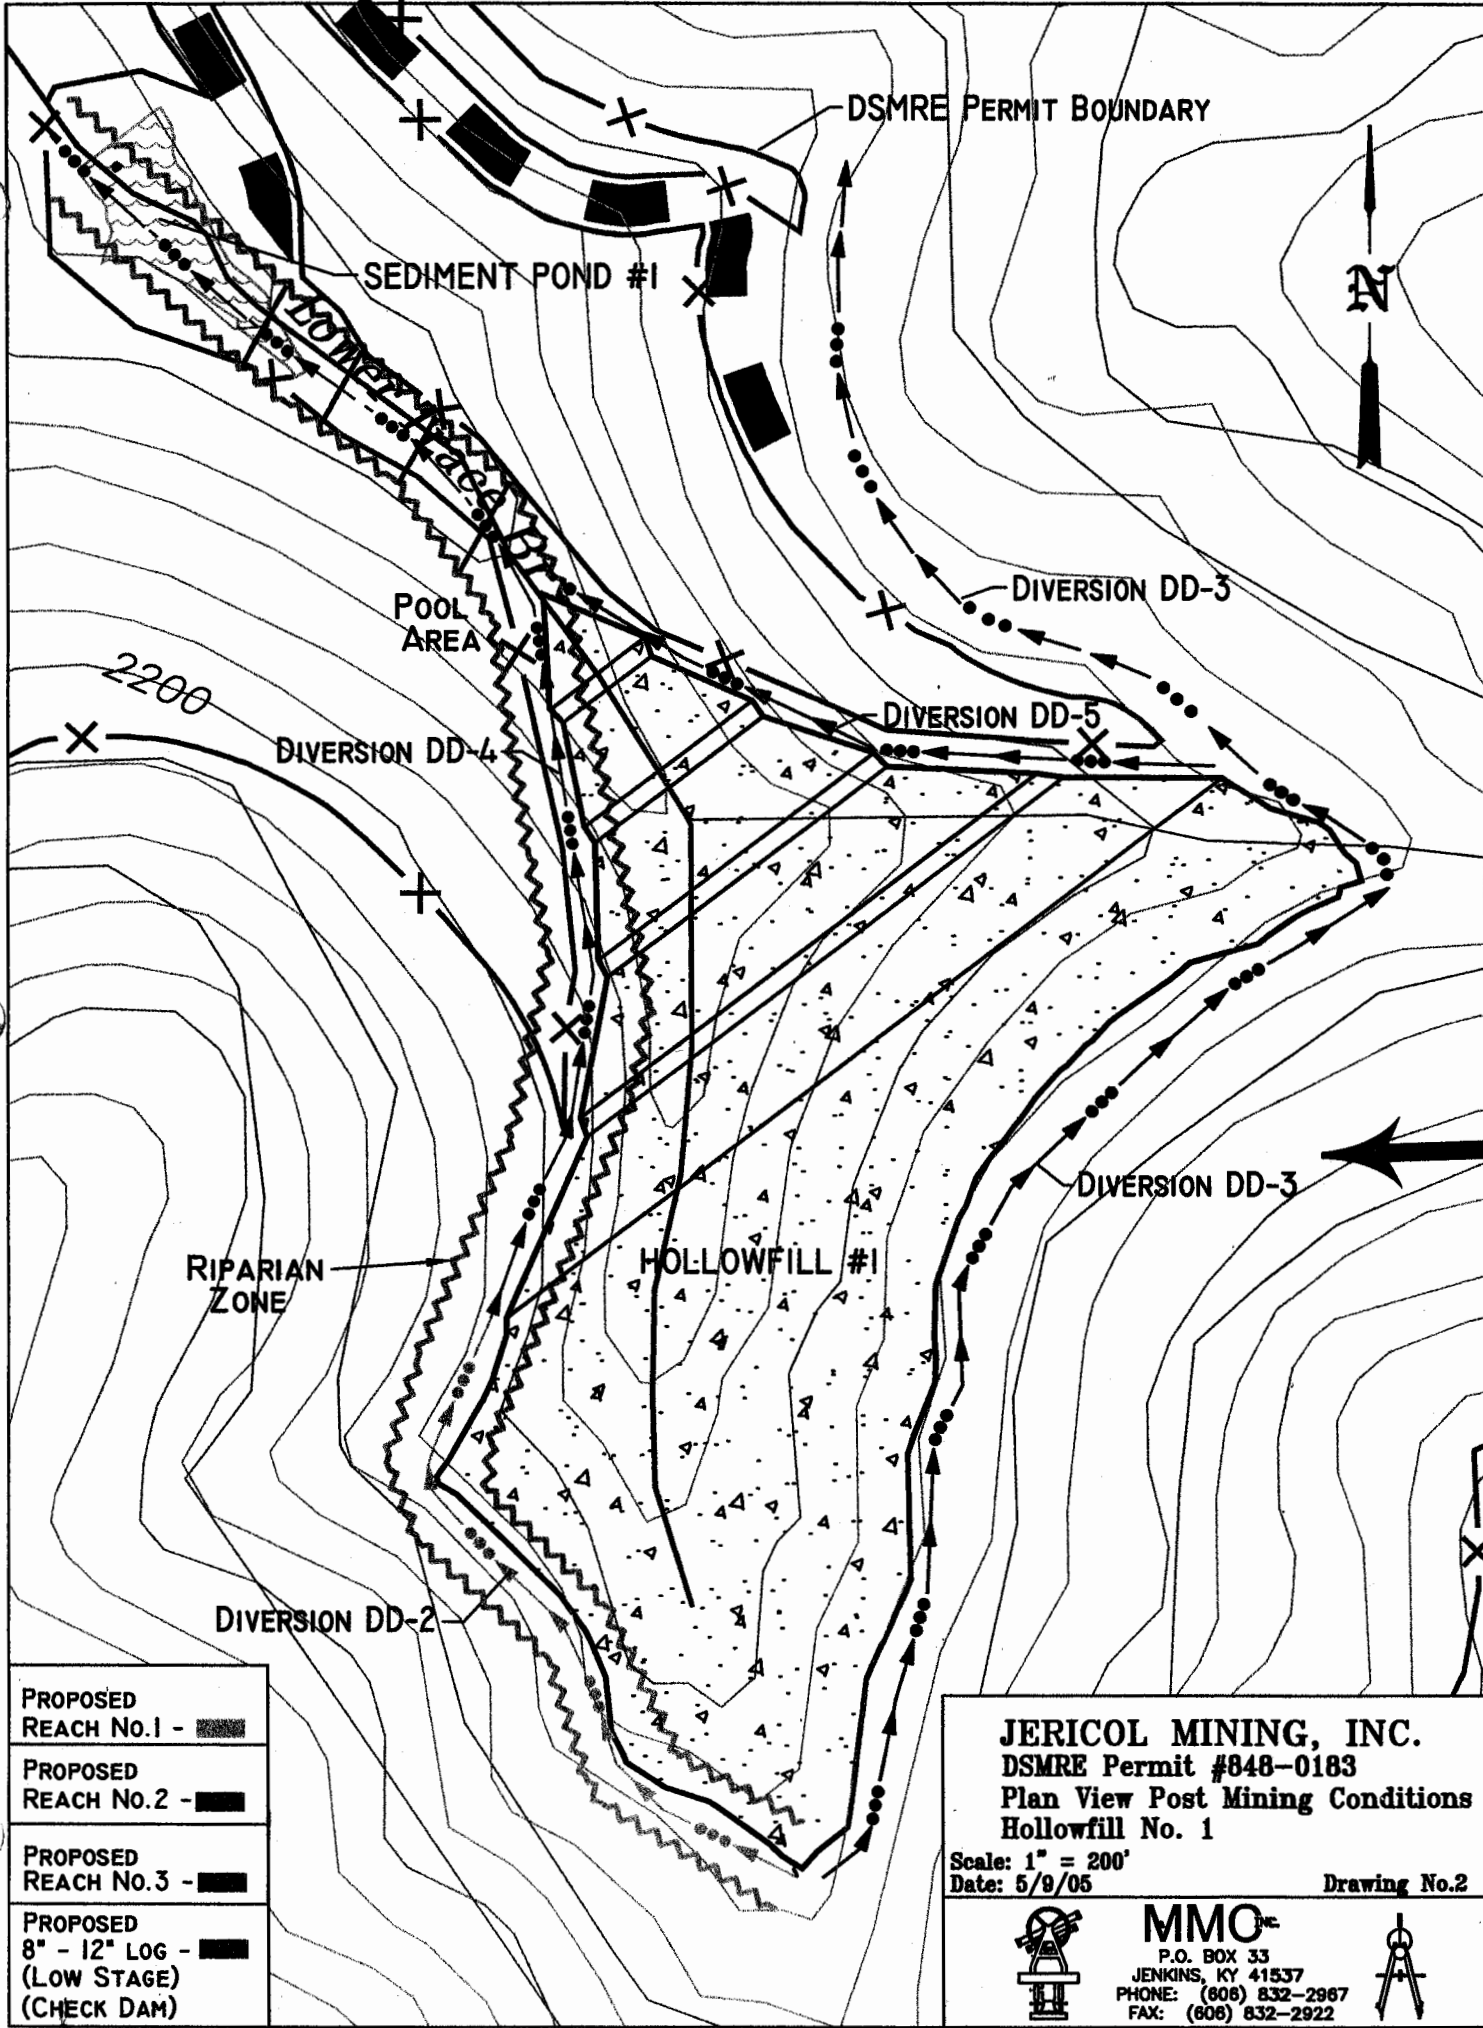 DSMRE PERMIT BOUNDARY
N
SEDIMENT POND #1
Lower
Br
DIVERSION DD-3
POOL
AREA
2200
DIVERSION DD-5
DIVERSION DD-4
DIVERSION DD-3
RIPARIAN
ZONE
HOLLOWFILL #1
DIVERSION DD-2
PROPOSED
REACH No.1 -
PROPOSED
REACH No.2 -
PROPOSED
REACH No.3 -
PROPOSED
8" - 12" LOG -
(LOW STAGE)
(CHECK DAM)
JERICOL MINING, INC.
DSMRE Permit #848-0183
Plan View Post Mining Conditions
Hollowfill No. 1
Scale: 1" = 200'
Date: 5/9/05
Drawing No.2
MMC INC.
P.O. BOX 33
JENKINS, KY 41537
PHONE: (606) 832-2967
FAX: (606) 832-2922